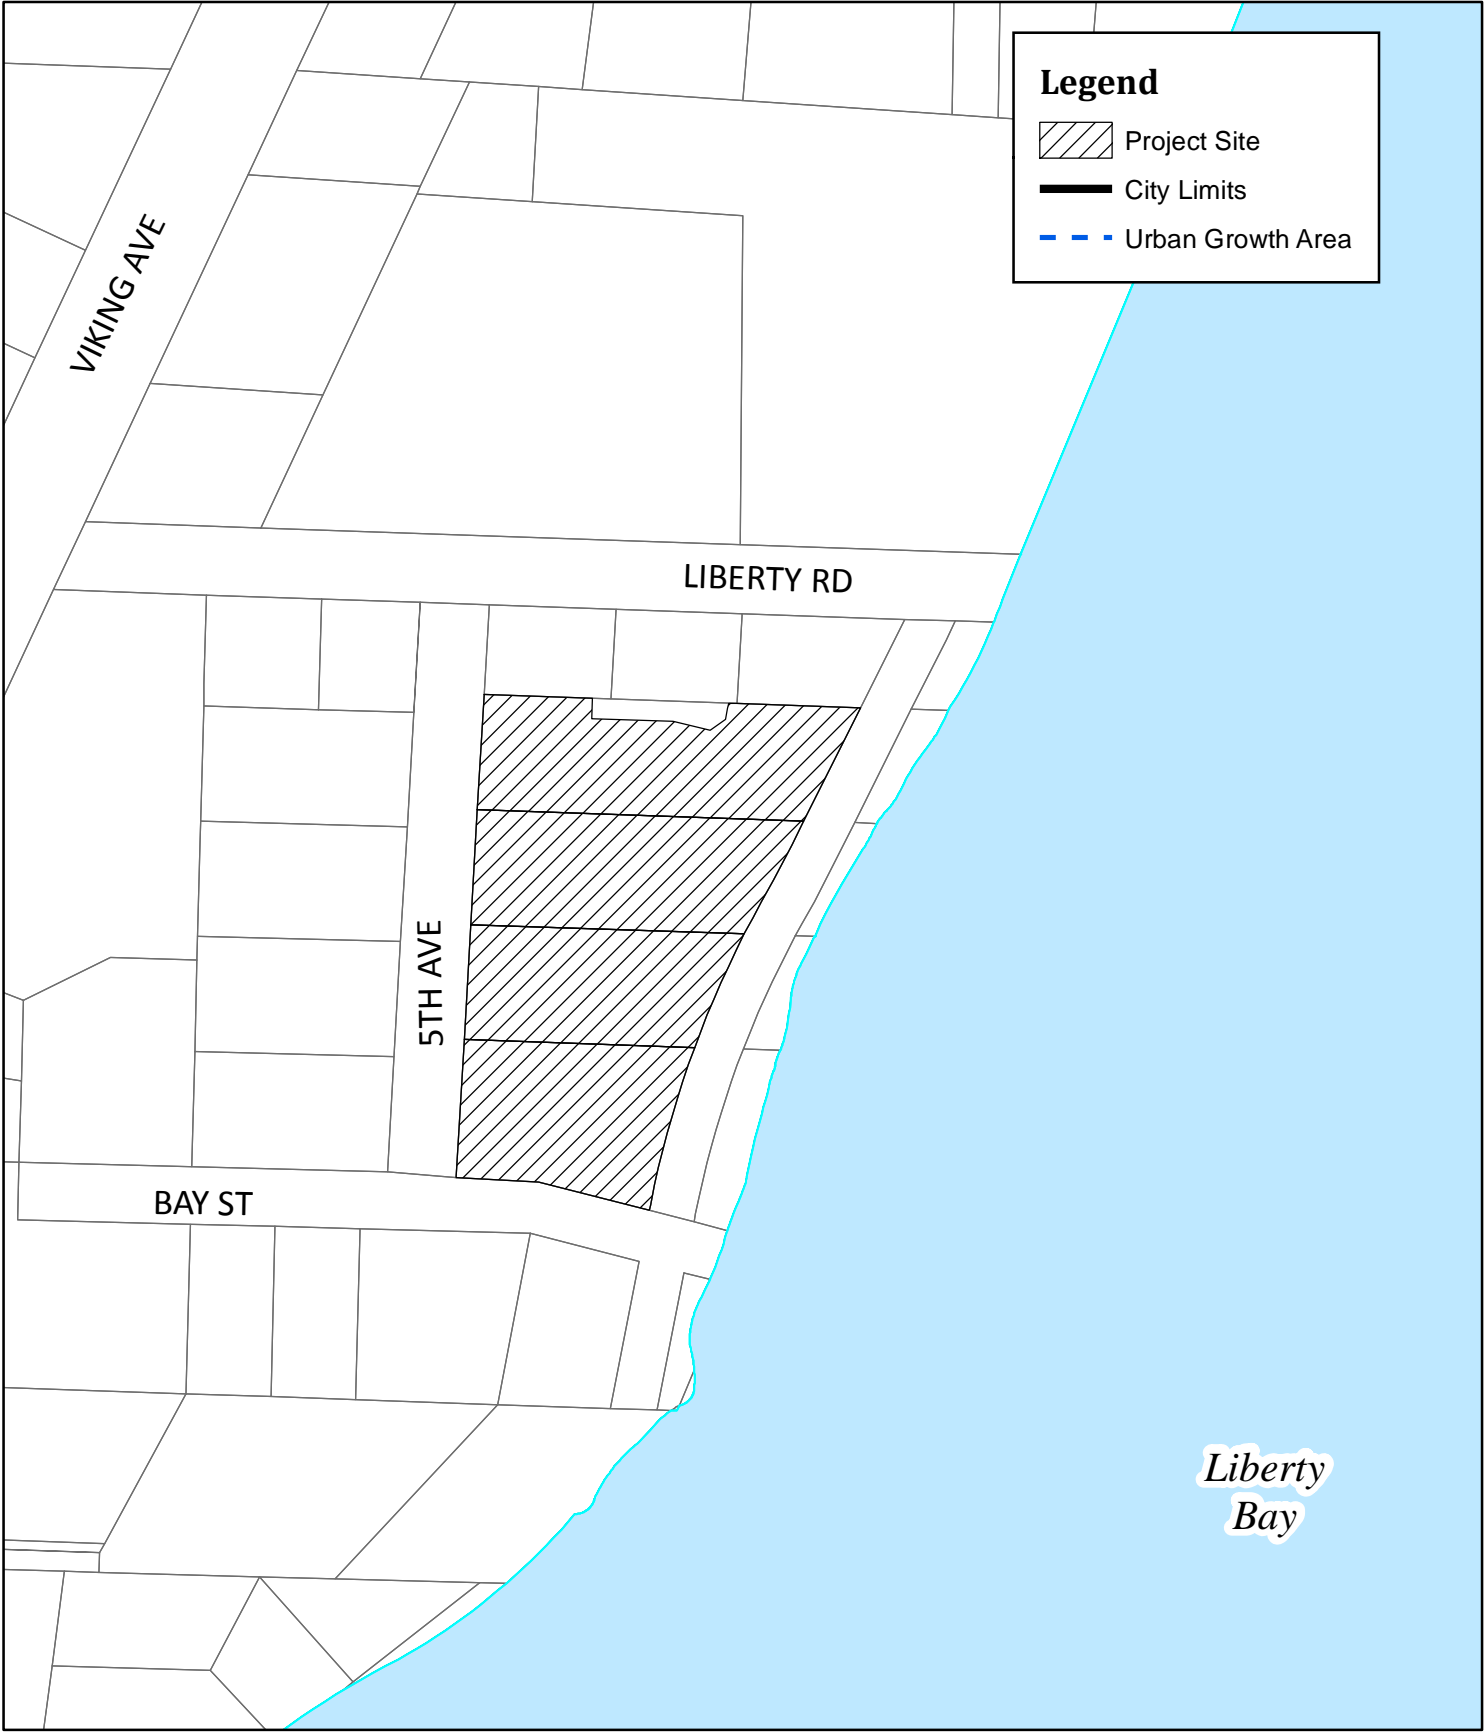 Legend
Project Site
City Limits
Urban Growth Area
VIKING AVE
LIBERTY RD
5TH AVE
BAY ST
Liberty
Bay